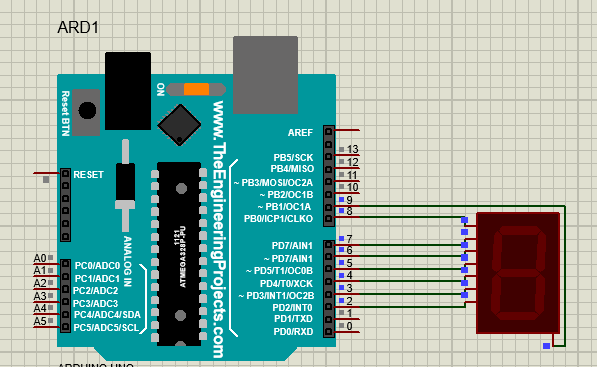 ARD1
ON
Reset BTN
www.TheEngineeringProjects.com
AREF
RESET
13
PB5/SCK
12
PB4/MISO
11
~ PB3/MOSI/OC2A
10
~ PB2/OC1B
9
~ PB1/OC1A
8
PB0/ICP1/CLKO
7
PD7/AIN1
6
~ PD7/AIN1
5
~ PD5/T1/OC0B
4
PD4/T0/XCK
3
~ PD3/INT1/OC2B
2
PD2/INT0
1
PD1/TXD
0
PD0/RXD
ANALOG IN
1121
ATMEGA328P-PU
A0
PC0/ADC0
A1
PC1/ADC1
A2
PC2/ADC2
A3
PC3/ADC3
A4
PC4/ADC4/SDA
A5
PC5/ADC5/SCL
ARDUINO UNO